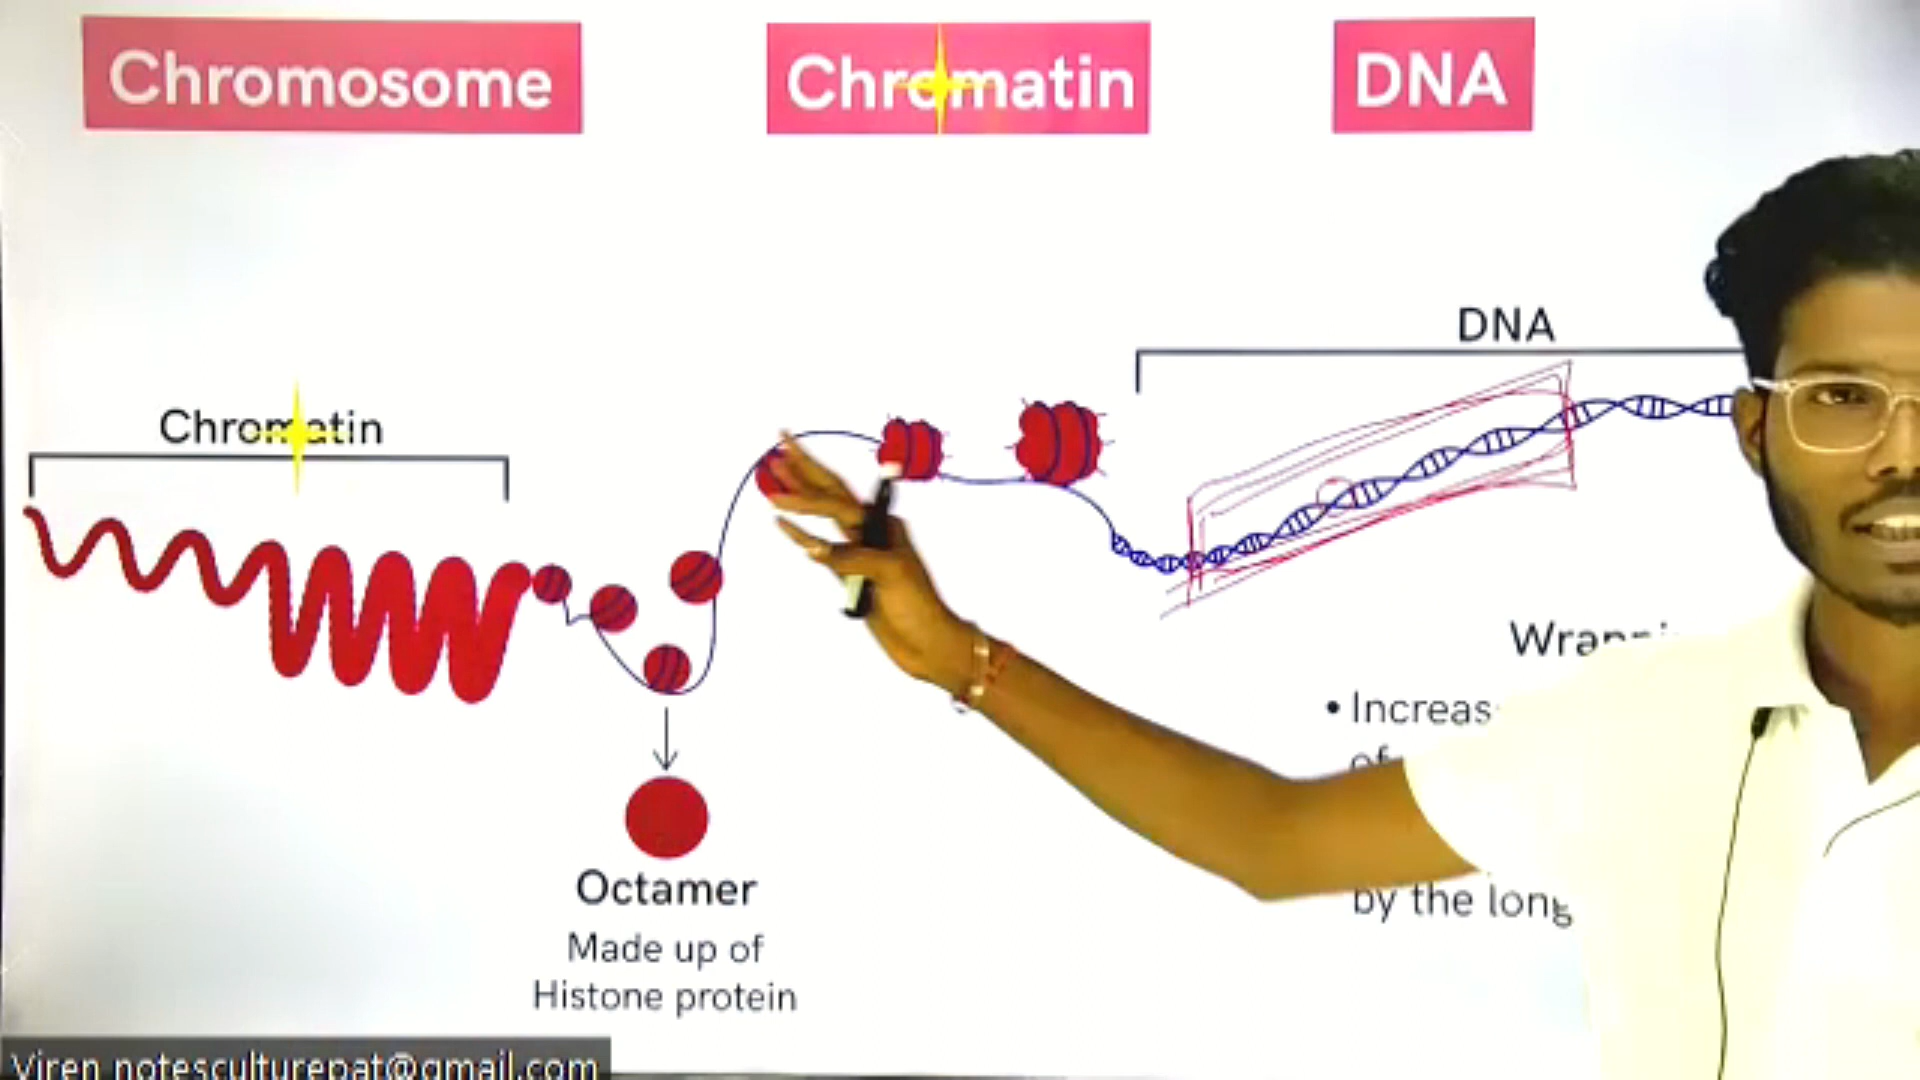 Chromosome
Chromatin
DNA
DNA
Chromatin
• Increas
of
Octamer
by the long
Made up of
Histone protein
Viren notesculturepat@gmail.com